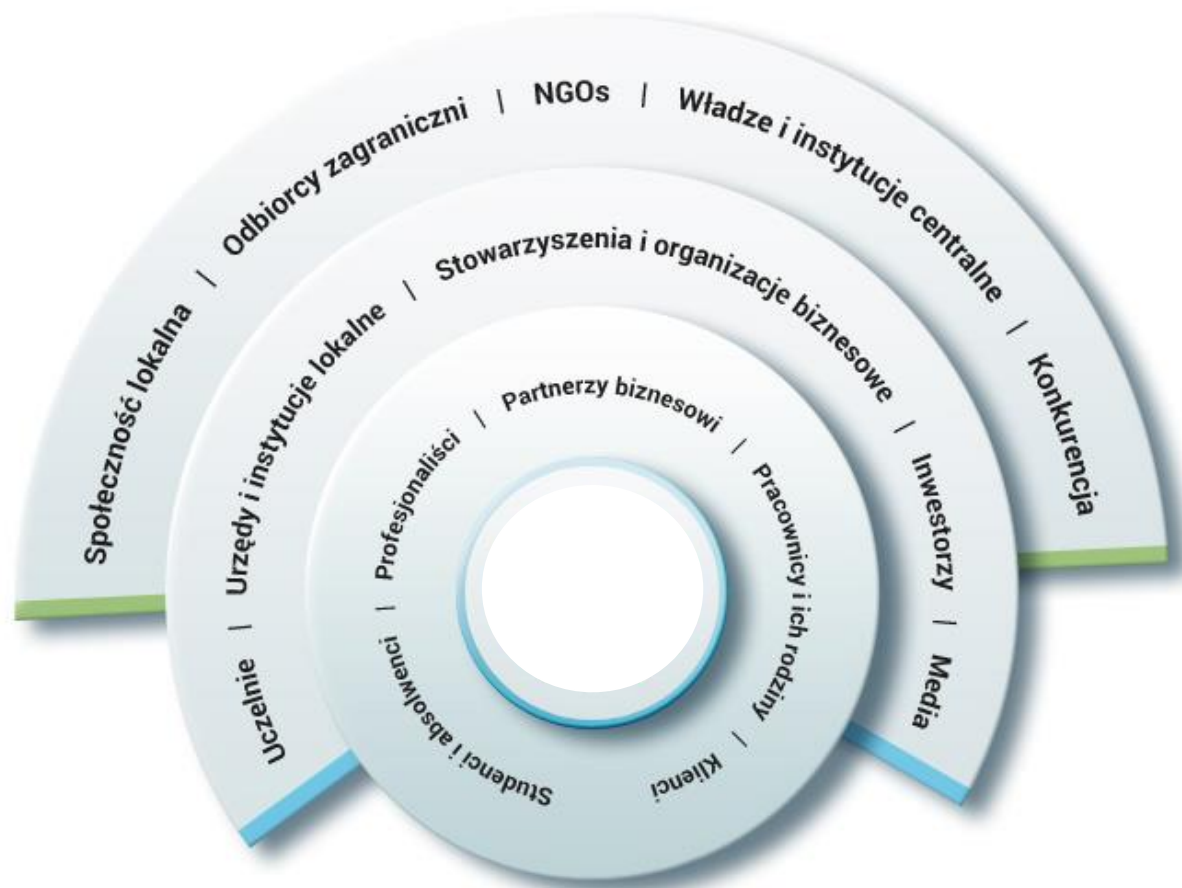 Społeczność lokalna | Odbiorcy zagraniczni | NGOs | Władze i instytucje centralne | Konkurencja
Uczelnie | Urzędy i instytucje lokalne | Stowarzyszenia i organizacje biznesowe | Inwestorzy | Media
Studenci i absolwenci | Profesjonaliści | Partnerzy biznesowi | Pracownicy i ich rodziny | Klienci